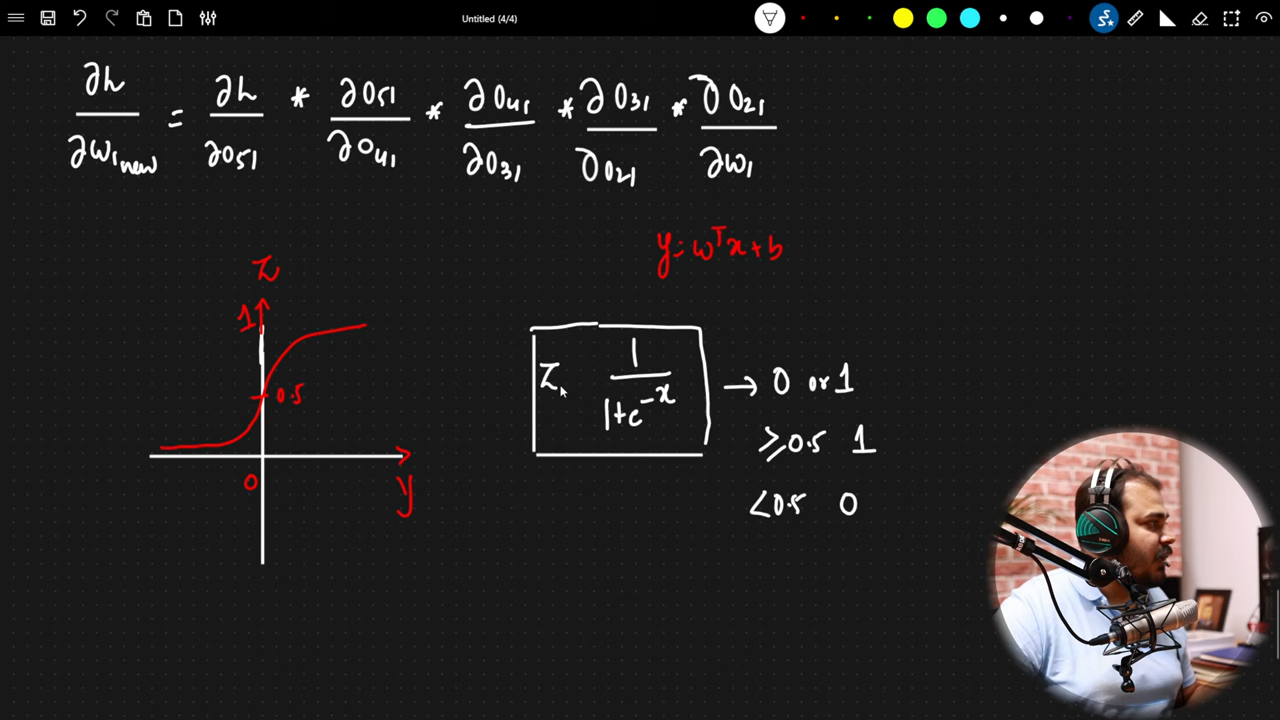 Untitled (4/4)
∂L/∂w₁new = ∂L/∂O51 * ∂O51/∂O41 * ∂O41/∂O31 * ∂O31/∂O21 * ∂O21/∂w1
y=wᵀx+b
z
1
0.5
0
y
Z 1/1+e⁻ˣ → 0 or 1
≥0.5 1
<0.5 0